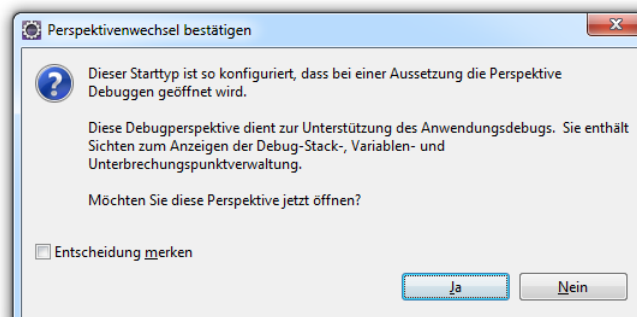 Perspektivenwechsel bestätigen
Dieser Starttyp ist so konfiguriert, dass bei einer Aussetzung die Perspektive
Debuggen geöffnet wird.
Diese Debugperspektive dient zur Unterstützung des Anwendungsdebugs.  Sie enthält
Sichten zum Anzeigen der Debug-Stack-, Variablen- und
Unterbrechungspunktverwaltung.
Möchten Sie diese Perspektive jetzt öffnen?
Entscheidung merken
Ja
Nein